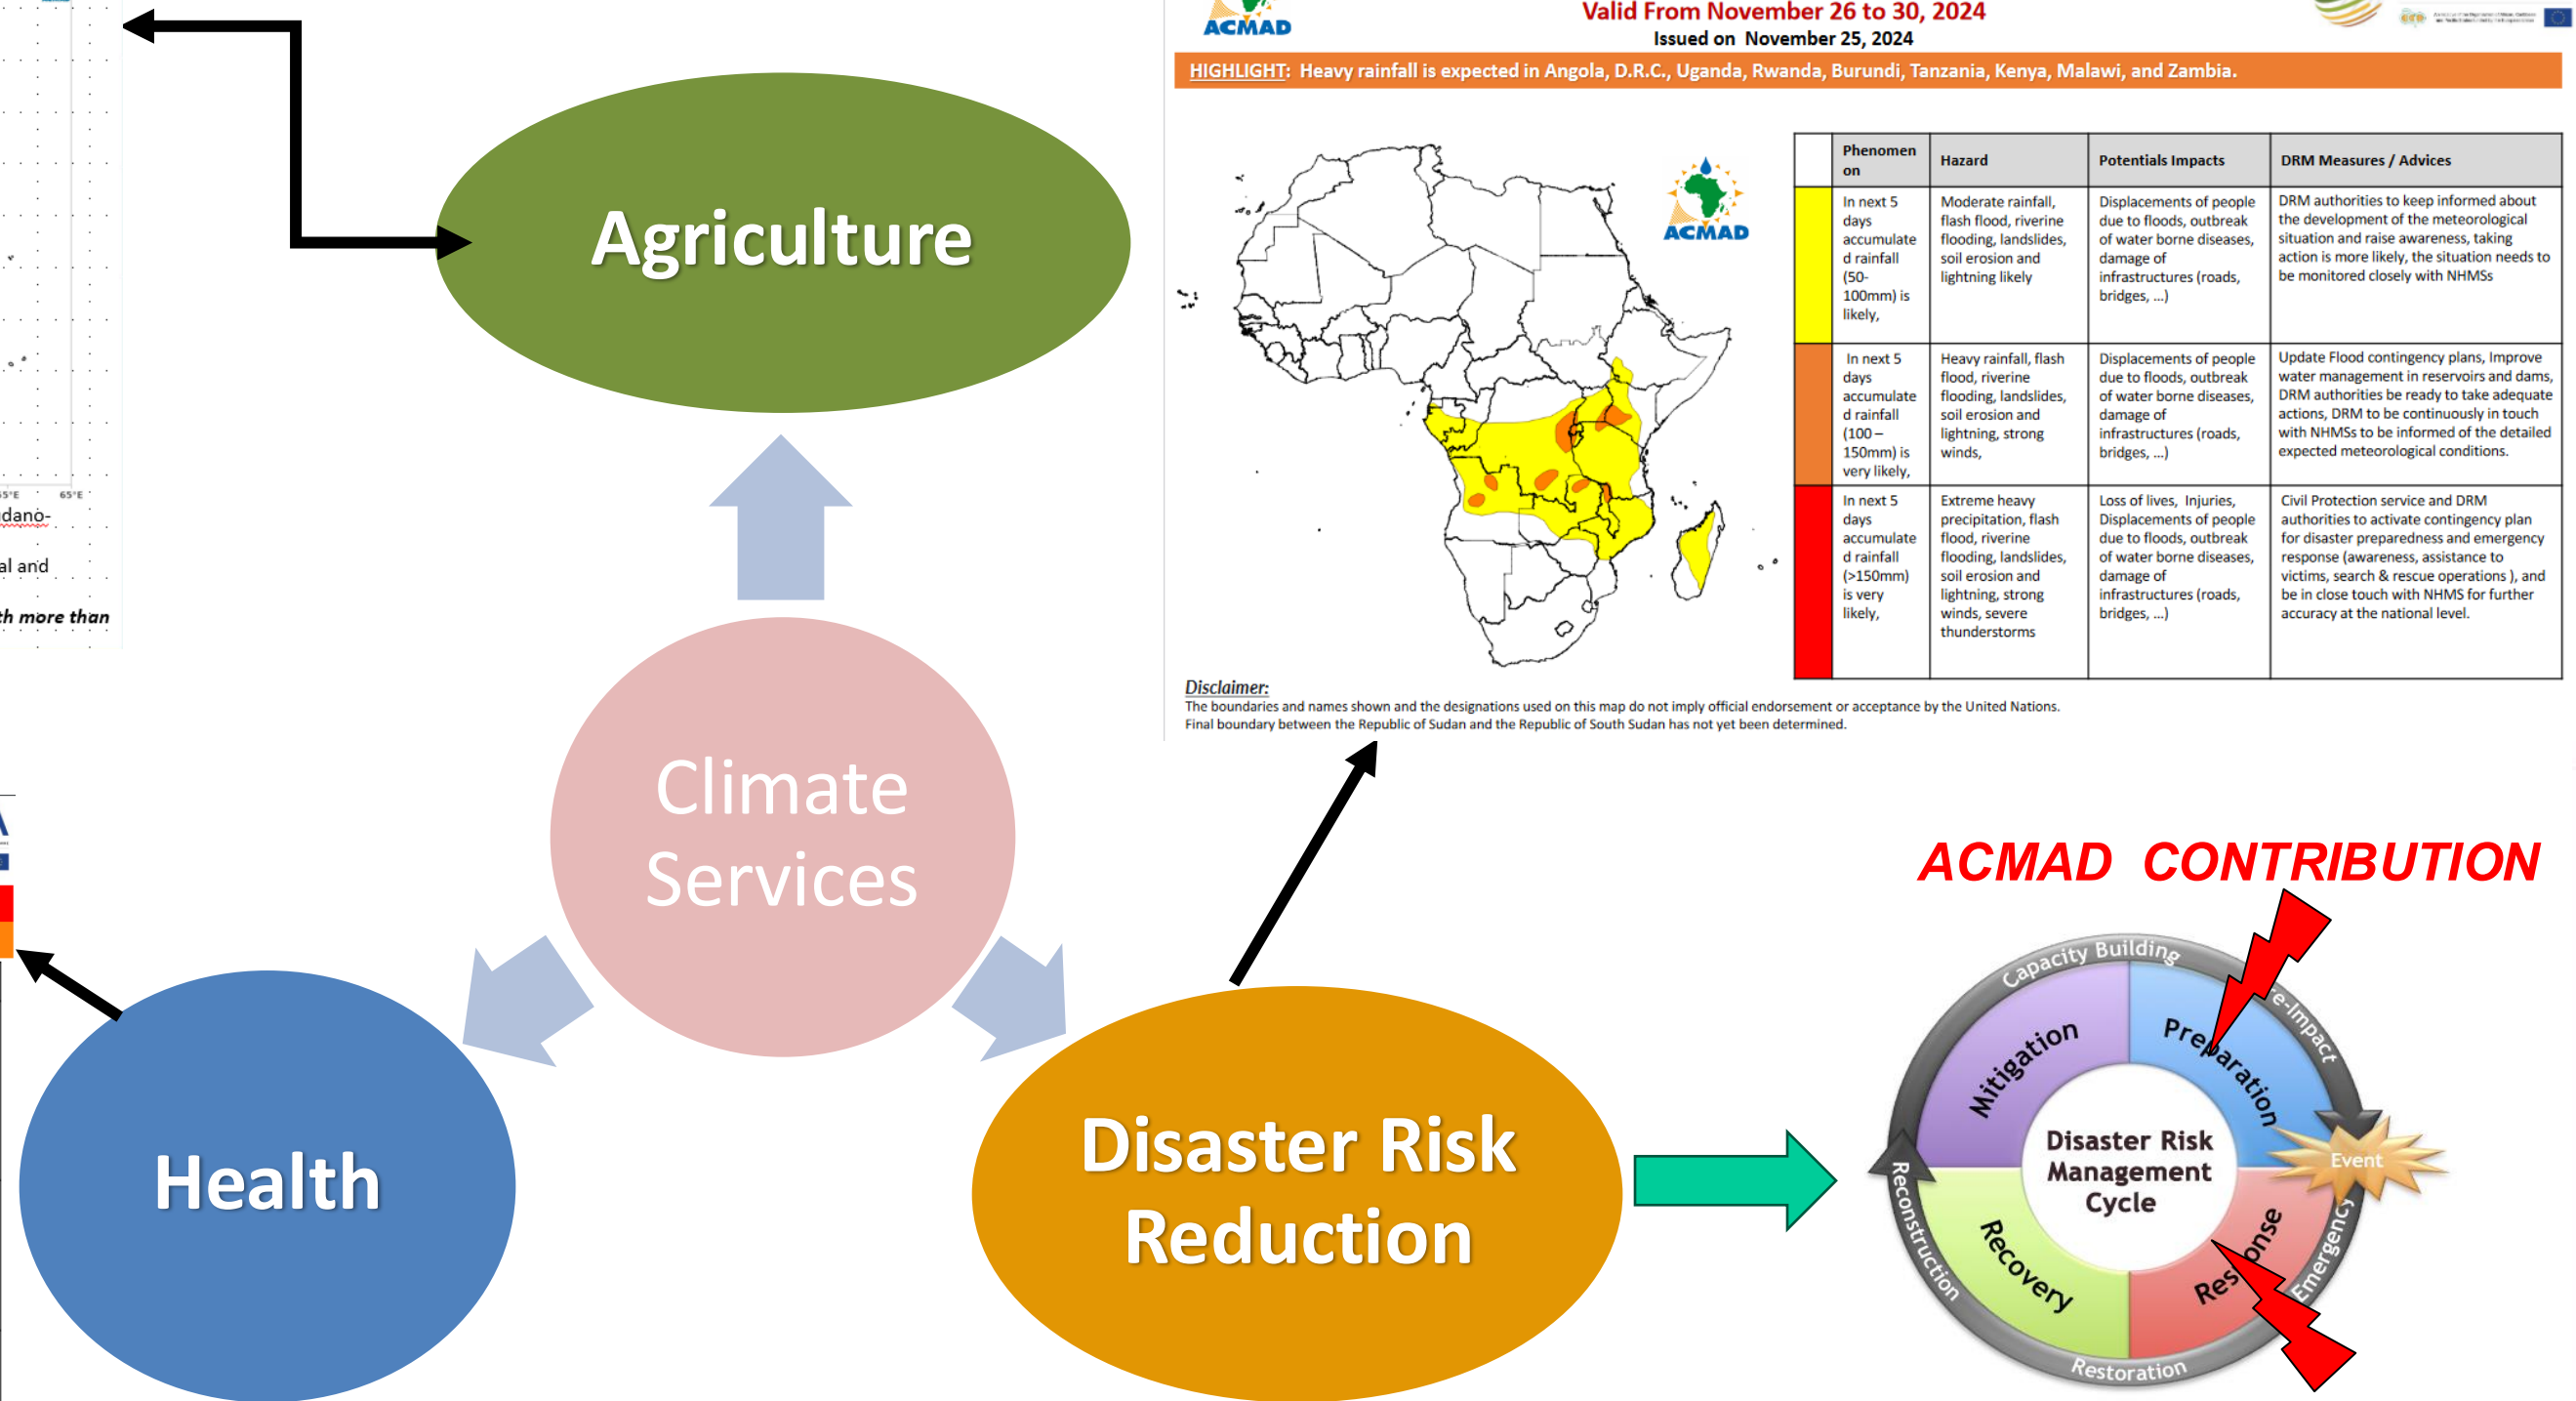 ACMAD
Valid From November 26 to 30, 2024
Issued on November 25, 2024
HIGHLIGHT: Heavy rainfall is expected in Angola, D.R.C., Uganda, Rwanda, Burundi, Tanzania, Kenya, Malawi, and Zambia.
ACMAD
Phenomen
on
Hazard
Potentials Impacts
DRM Measures / Advices
In next 5
days
accumulate
d rainfall
(50-
100mm) is
likely,
Moderate rainfall,
flash flood, riverine
flooding, landslides,
soil erosion and
lightning likely
Displacements of people
due to floods, outbreak
of water borne diseases,
damage of
infrastructures (roads,
bridges, ...)
DRM authorities to keep informed about
the development of the meteorological
situation and raise awareness, taking
action is more likely, the situation needs to
be monitored closely with NHMSs
In next 5
days
accumulate
d rainfall
(100 –
150mm) is
very likely,
Heavy rainfall, flash
flood, riverine
flooding, landslides,
soil erosion and
lightning, strong
winds,
Displacements of people
due to floods, outbreak
of water borne diseases,
damage of
infrastructures (roads,
bridges, ...)
Update Flood contingency plans, Improve
water management in reservoirs and dams,
DRM authorities be ready to take adequate
actions, DRM to be continuously in touch
with NHMSs to be informed of the detailed
expected meteorological conditions.
In next 5
days
accumulate
d rainfall
(>150mm)
is very
likely,
Extreme heavy
precipitation, flash
flood, riverine
flooding, landslides,
soil erosion and
lightning, strong
winds, severe
thunderstorms
Loss of lives, Injuries,
Displacements of people
due to floods, outbreak
of water borne diseases,
damage of
infrastructures (roads,
bridges, ...)
Civil Protection service and DRM
authorities to activate contingency plan
for disaster preparedness and emergency
response (awareness, assistance to
victims, search & rescue operations ), and
be in close touch with NHMS for further
accuracy at the national level.
Disclaimer:
The boundaries and names shown and the designations used on this map do not imply official endorsement or acceptance by the United Nations.
Final boundary between the Republic of Sudan and the Republic of South Sudan has not yet been determined.
5°E 65°E
dano-
al and
th more than
Agriculture
Climate
Services
Health
Disaster Risk
Reduction
ACMAD CONTRIBUTION
Capacity Building
re-Impact
Mitigation
Preparation
Disaster Risk
Management
Cycle
Event
Reconstruction
Recovery
Response
Emergency
Restoration